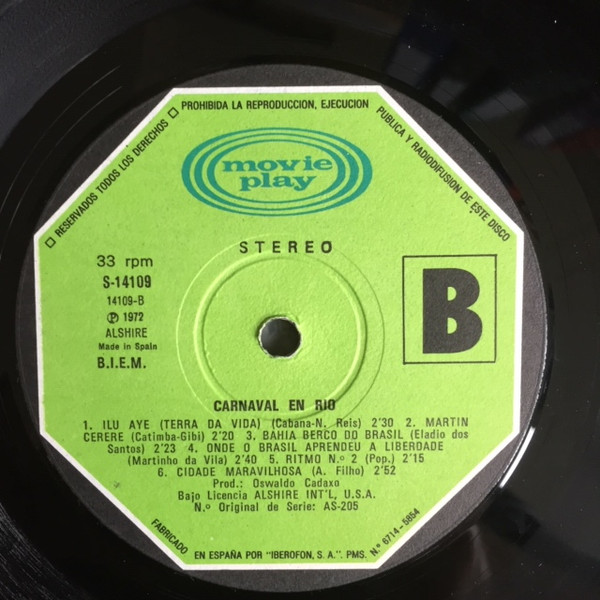 □ RESERVADOS TODOS LOS DERECHOS □ PROHIBIDA LA REPRODUCCION, EJECUCION PUBLICA Y RADIODIFUSION DE ESTE DISCO
movie
play
STEREO
33 rpm
S-14109
14109-B
Ⓟ 1972
ALSHIRE
Made in Spain
B.I.E.M.
B
CARNAVAL EN RIO
1. ILU AYE (TERRA DA VIDA) (Cabana-N. Reis) 2'30 2. MARTIN
CERERE (Catimba-Gibi) 2'20 3. BAHIA BERCO DO BRASIL (Eladio dos
Santos) 2'23 4. ONDE O BRASIL APRENDEU A LIBERDADE
(Martinho da Vila) 2'40 5. RITMO N.º 2 (Pop.) 2'15
6. CIDADE MARAVILHOSA (A. Filho) 2'52
Prod.: Oswaldo Cadaxo
Bajo Licencia ALSHIRE INT'L, U.S.A.
N.º Original de Serie: AS-205
FABRICADO EN ESPAÑA POR "IBEROFON, S. A.". PMS. N.º 6714-5854